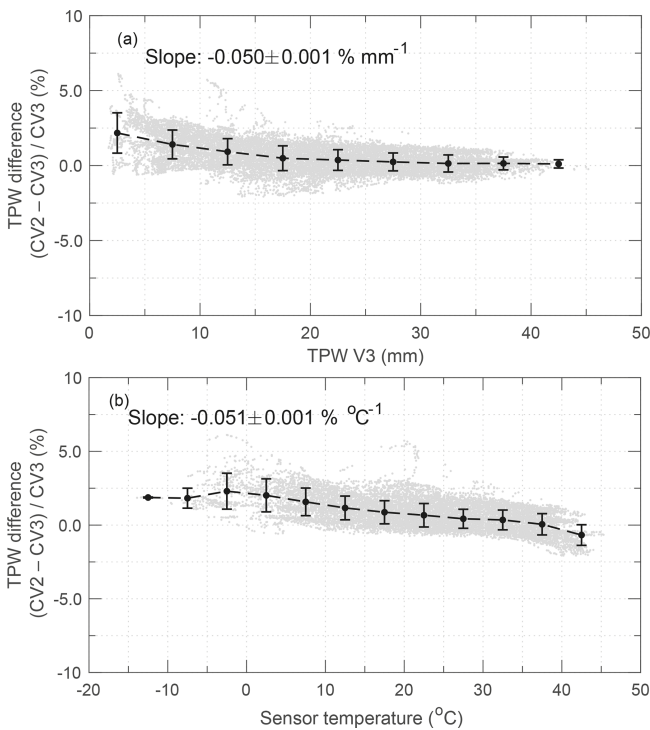 10
(a)
Slope: -0.050±0.001 % mm-1
5.0
0.0
-5.0
-10
TPW difference
(CV2 – CV3) / CV3 (%)
0 10 20 30 40 50
TPW V3 (mm)
10
(b)
Slope: -0.051±0.001 % oC-1
5.0
0.0
-5.0
-10
TPW difference
(CV2 – CV3) / CV3 (%)
-20 -10 0 10 20 30 40 50
Sensor temperature (oC)